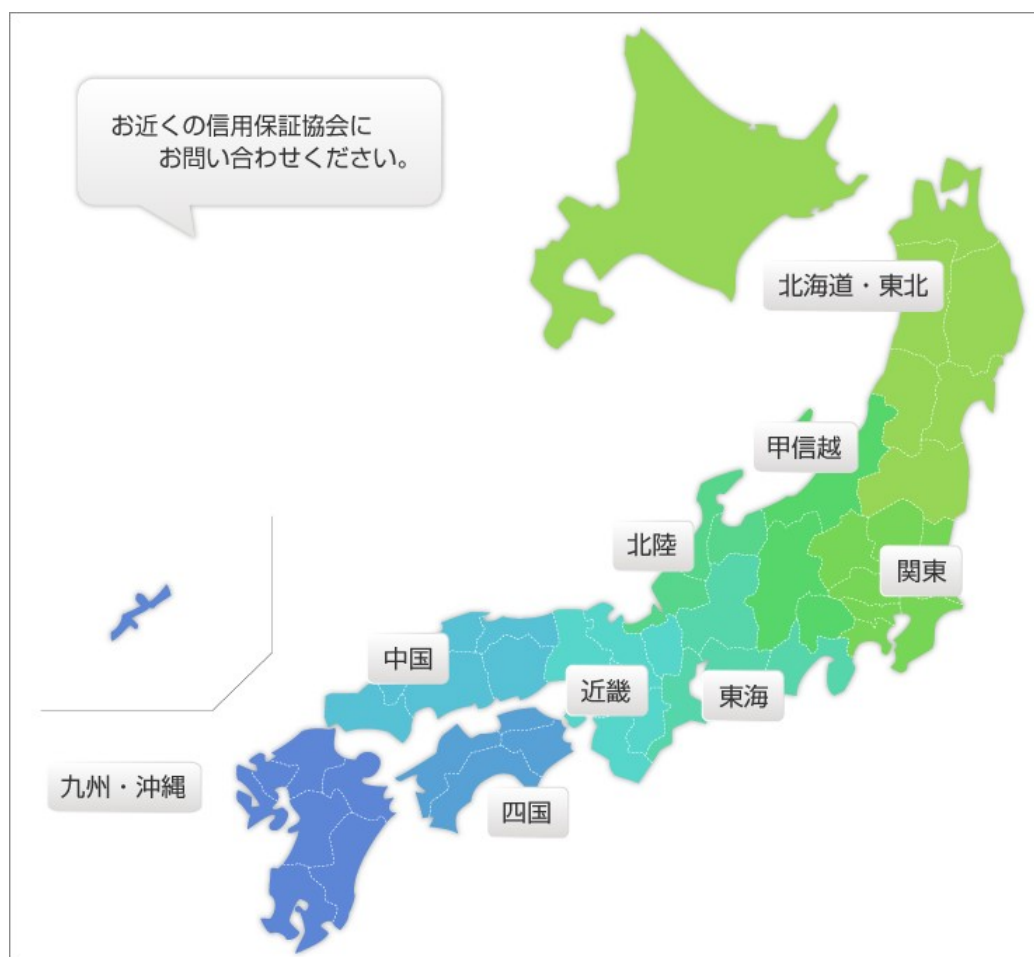 お近くの信用保証協会に
お問い合わせください。
北海道・東北
甲信越
北陸
関東
中国
近畿
東海
九州・沖縄
四国